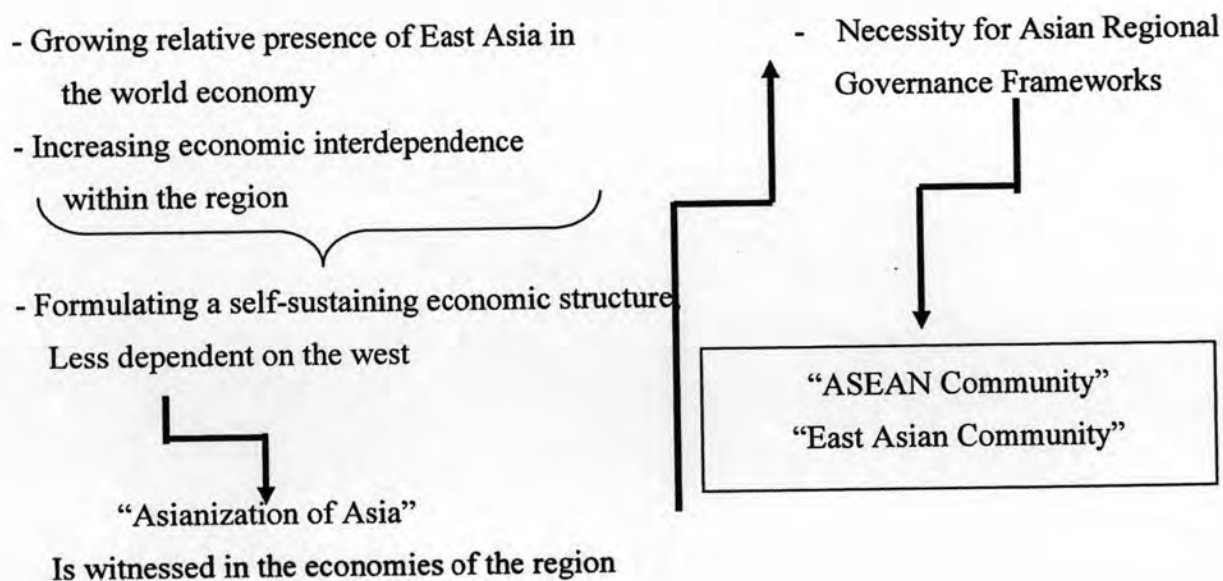 - Growing relative presence of East Asia in
the world economy
- Increasing economic interdependence
within the region
- Formulating a self-sustaining economic structure
Less dependent on the west
"Asianization of Asia"
Is witnessed in the economies of the region
- Necessity for Asian Regional
Governance Frameworks
"ASEAN Community"
"East Asian Community"